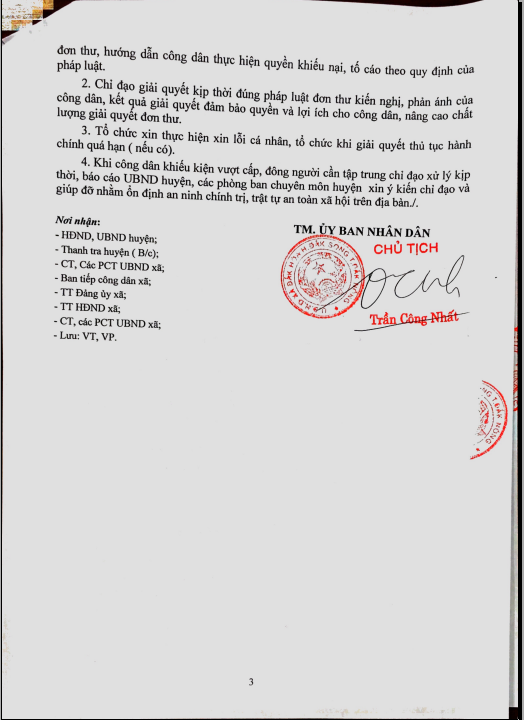 đơn thư, hướng dẫn công dân thực hiện quyền khiếu nại, tố cáo theo quy định của
pháp luật.
2. Chỉ đạo giải quyết kịp thời đúng pháp luật đơn thư kiến nghị, phản ánh của
công dân, kết quả giải quyết đảm bảo quyền và lợi ích cho công dân, nâng cao chất
lượng giải quyết đơn thư.
3. Tổ chức xin thực hiện xin lỗi cá nhân, tổ chức khi giải quyết thủ tục hành
chính quá hạn ( nếu có).
4. Khi công dân khiếu kiện vượt cấp, đông người cần tập trung chỉ đạo xử lý kịp
thời, báo cáo UBND huyện, các phòng ban chuyên môn huyện xin ý kiến chỉ đạo và
giúp đỡ nhằm ổn định an ninh chính trị, trật tự an toàn xã hội trên địa bàn./.
Nơi nhận:
- HĐND, UBND huyện;
- Thanh tra huyện ( B/c);
- CT, Các PCT UBND xã;
- Ban tiếp công dân xã;
- TT Đảng ủy xã;
- TT HĐND xã;
- CT, các PCT UBND xã;
- Lưu: VT, VP.
TM. ỦY BAN NHÂN DÂN
CHỦ TỊCH
U.B.N.D XÃ ĐẮK H H.ĐẮK SONG T.ĐẮK NÔNG
Trần Công Nhất
T.ĐẮK NÔNG
3